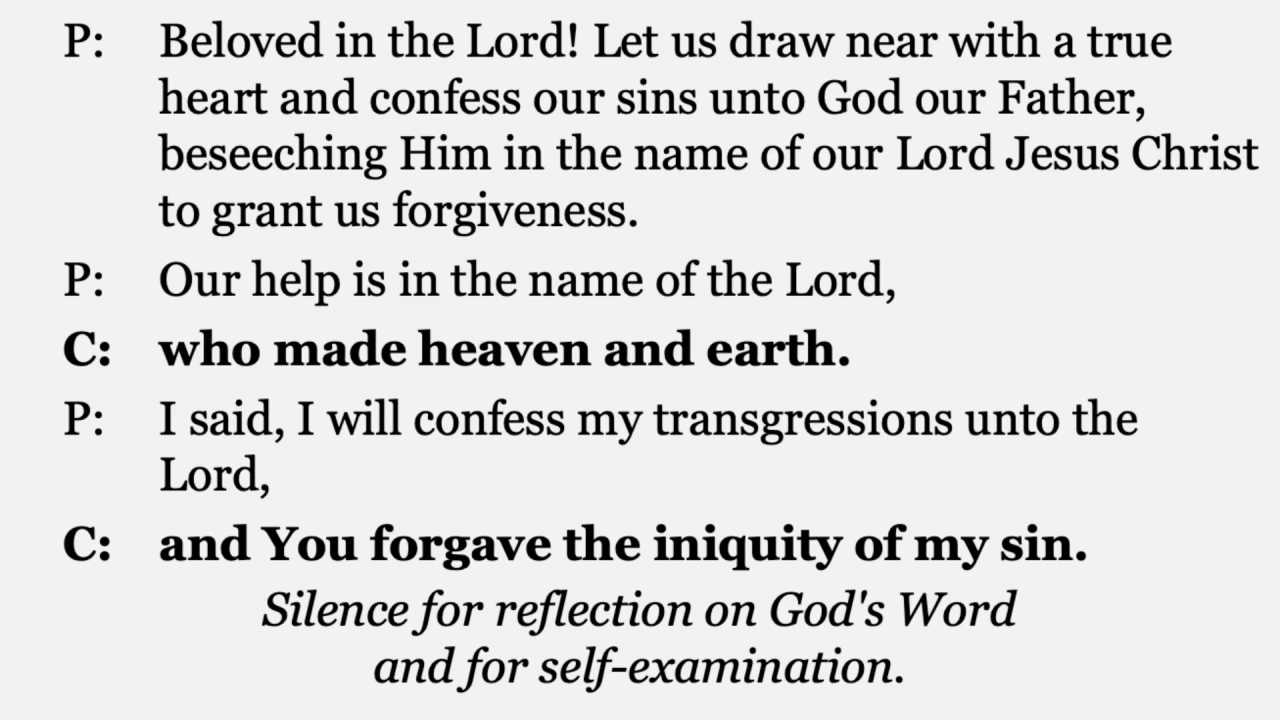 P: Beloved in the Lord! Let us draw near with a true
heart and confess our sins unto God our Father,
beseeching Him in the name of our Lord Jesus Christ
to grant us forgiveness.
P: Our help is in the name of the Lord,
C: who made heaven and earth.
P: I said, I will confess my transgressions unto the
Lord,
C: and You forgave the iniquity of my sin.
Silence for reflection on God's Word
and for self-examination.